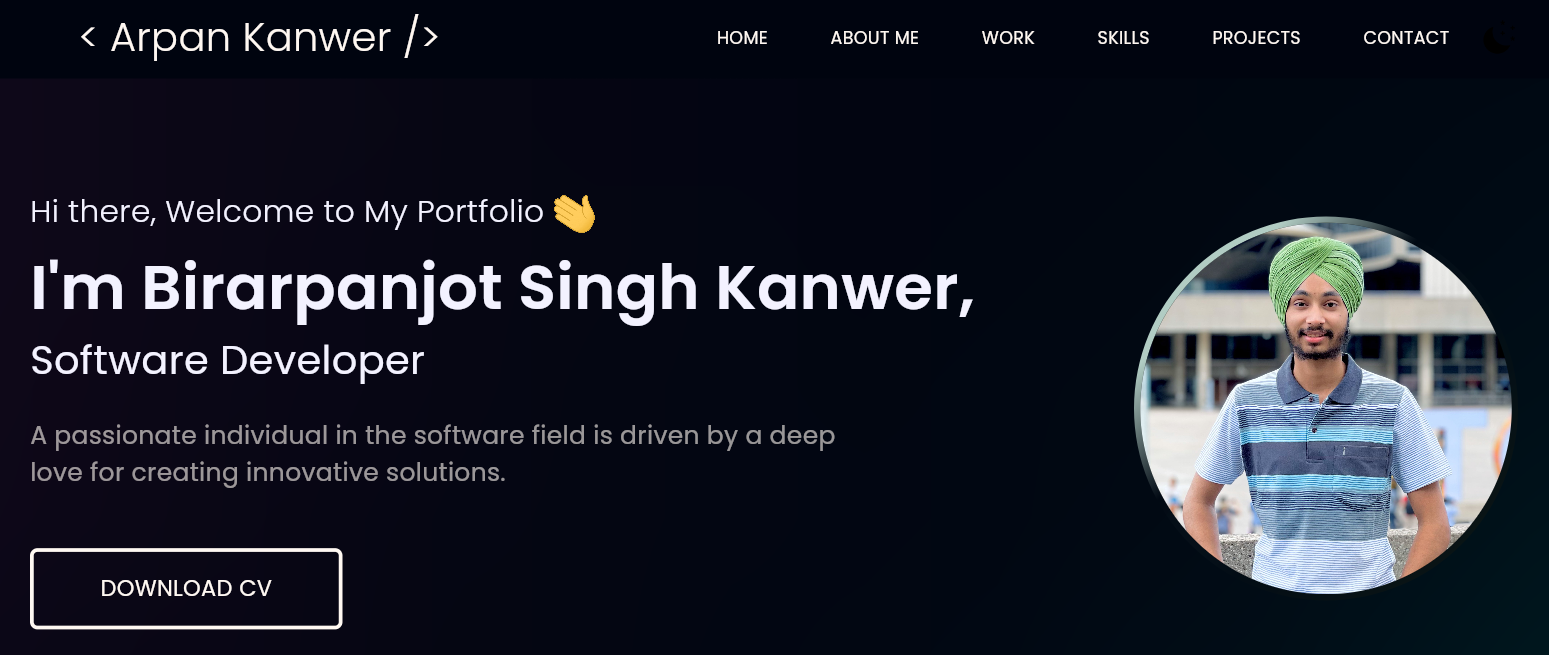 < Arpan Kanwer />
HOME ABOUT ME WORK SKILLS PROJECTS CONTACT
Hi there, Welcome to My Portfolio 👋
I'm Birarpanjot Singh Kanwer,
Software Developer
A passionate individual in the software field is driven by a deep
love for creating innovative solutions.
DOWNLOAD CV